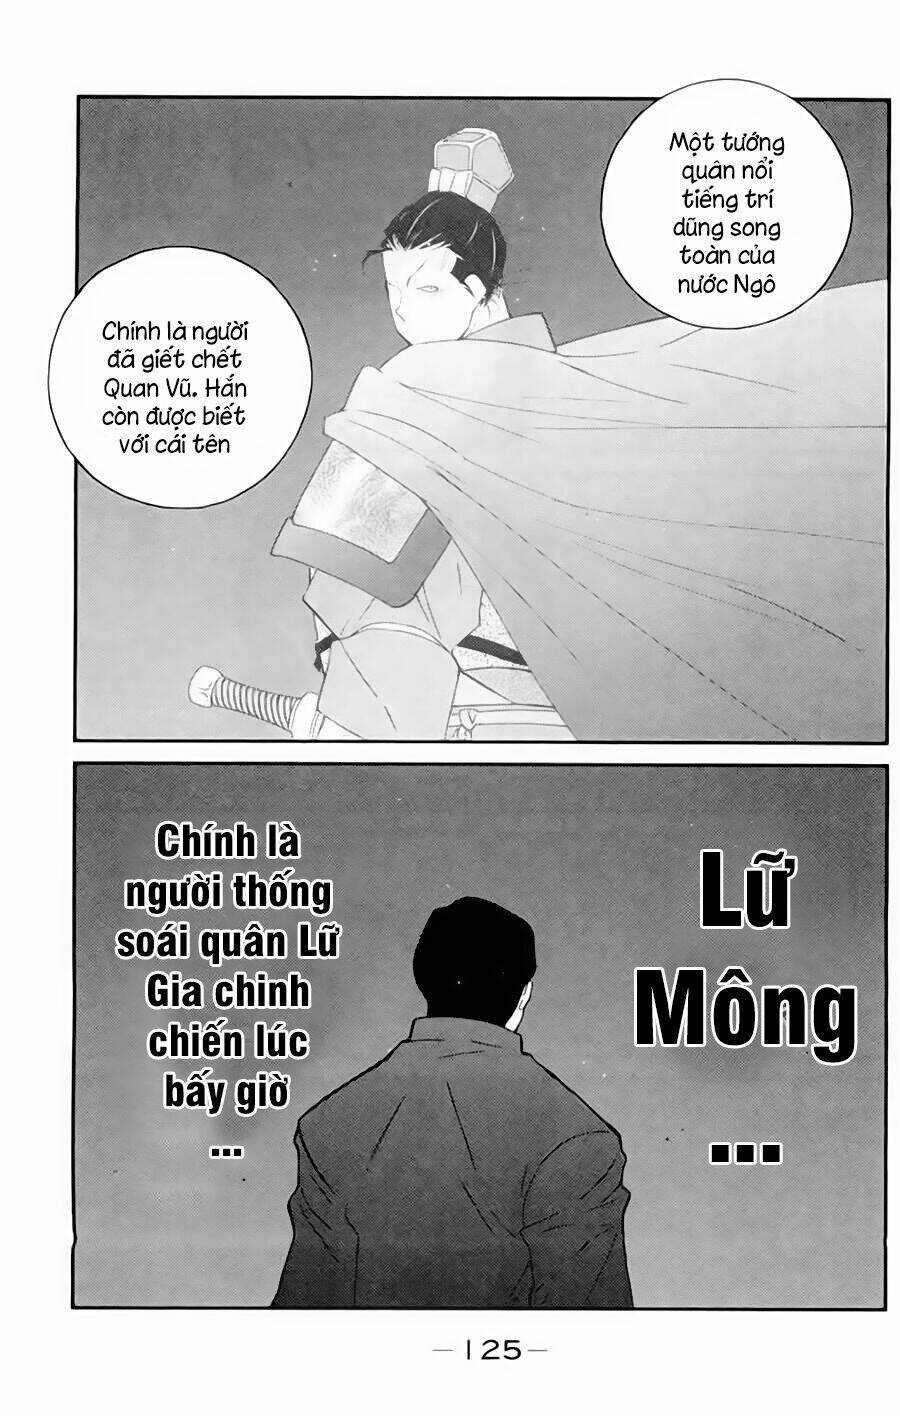 Một tướng
quân nổi
tiếng trí
dũng song
toàn của
nước Ngô
Chính là người
đã giết chết
Quan Vũ. Hắn
còn được biết
với cái tên
Lữ
Mông
...
Chính là
người thống
soái quân Lữ
Gia chinh
chiến lúc
bấy giờ
...
— 125 —